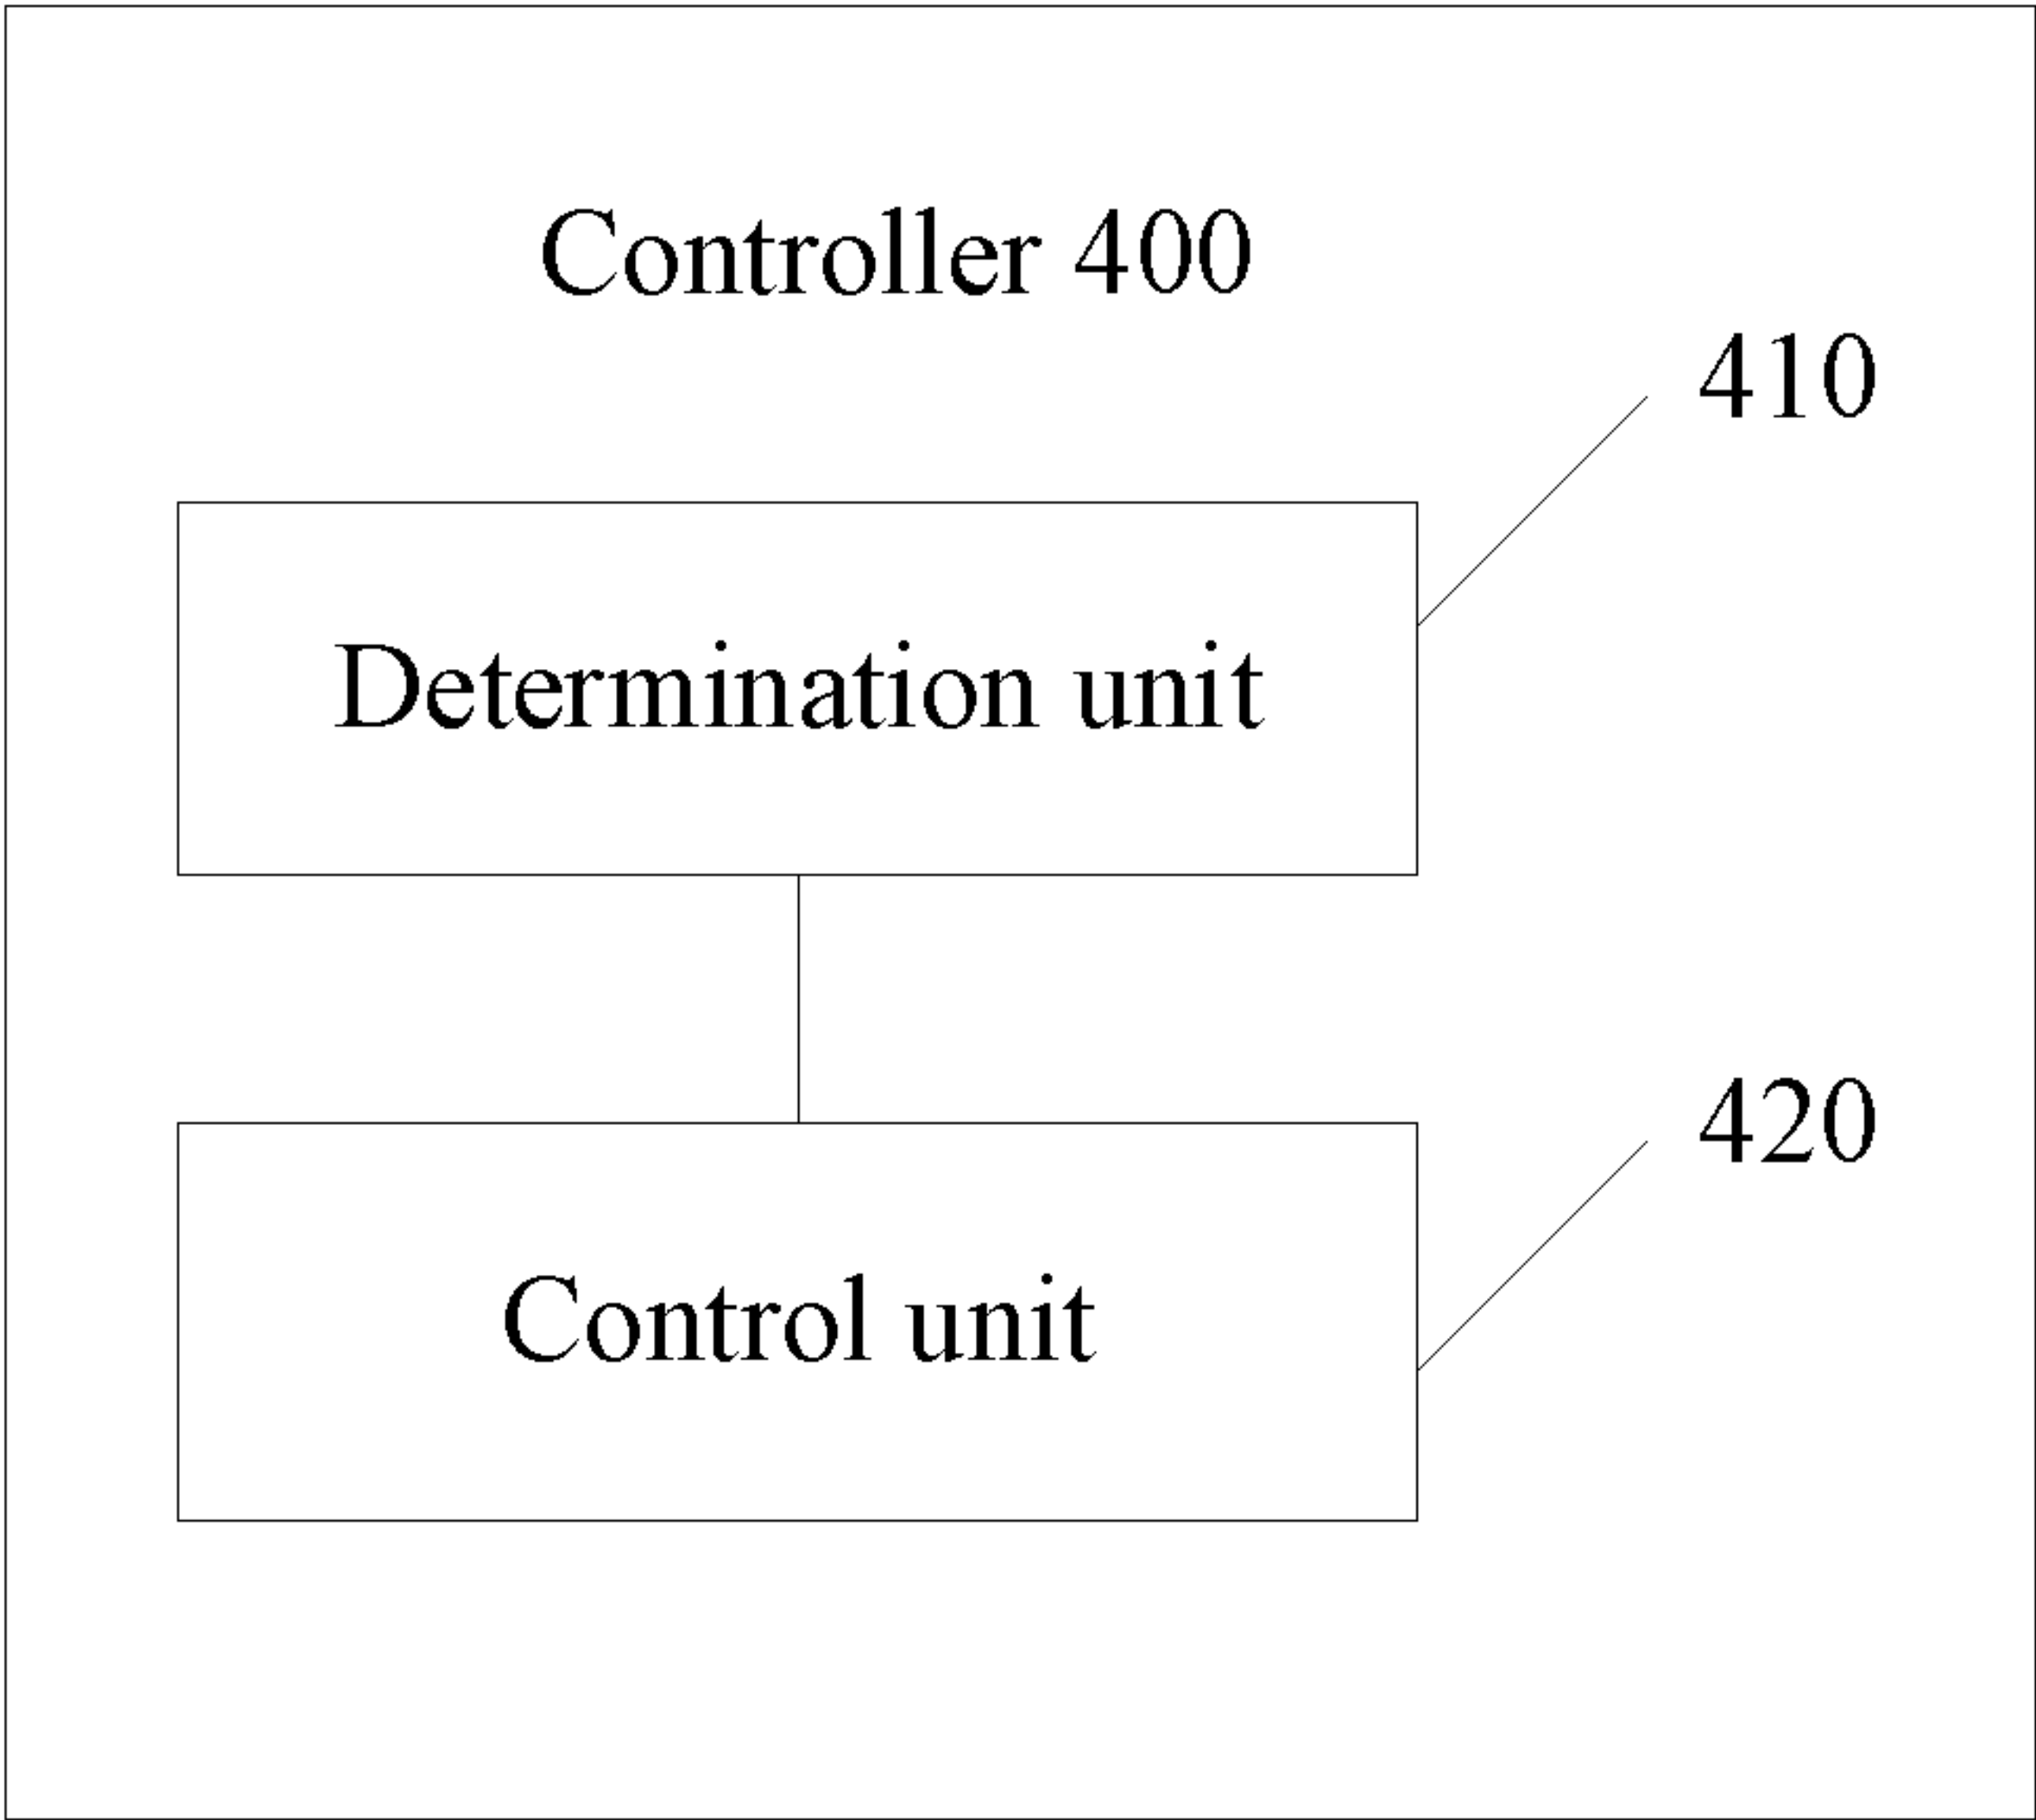 Controller 400
410
Determination unit
420
Control unit